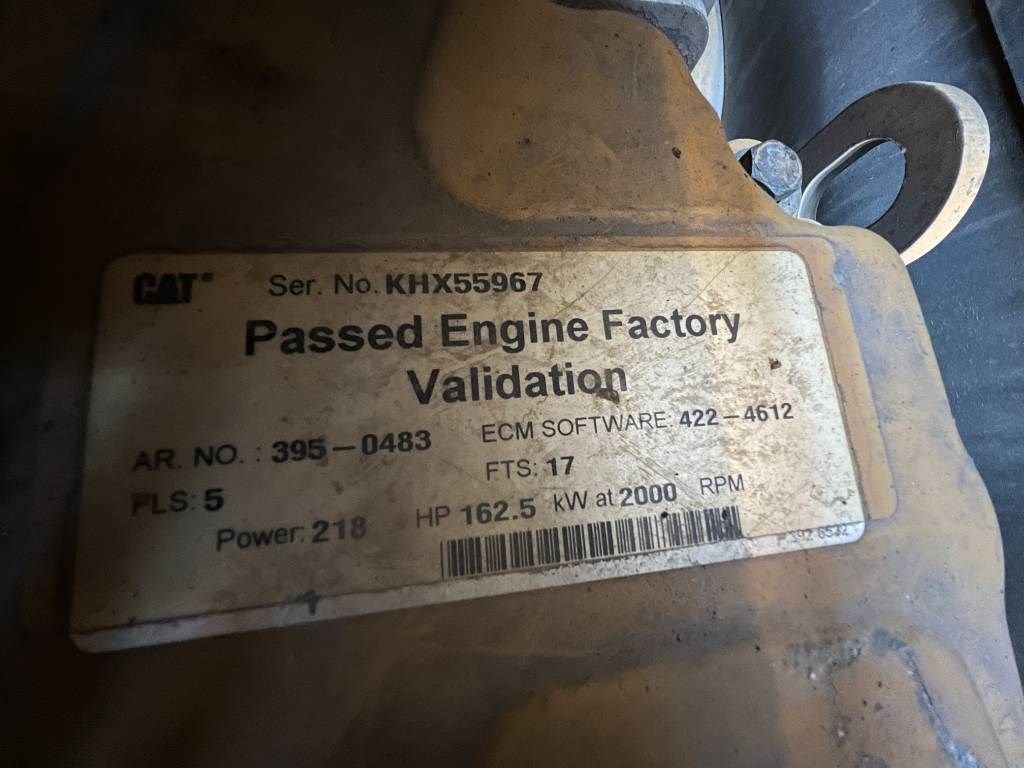 CAT Ser. No. KHX55967
Passed Engine Factory
Validation
AR. NO. : 395-0483 ECM SOFTWARE: 422-4612
PLS: 5 FTS: 17
Power: 218 HP 162.5 kW at 2000 RPM